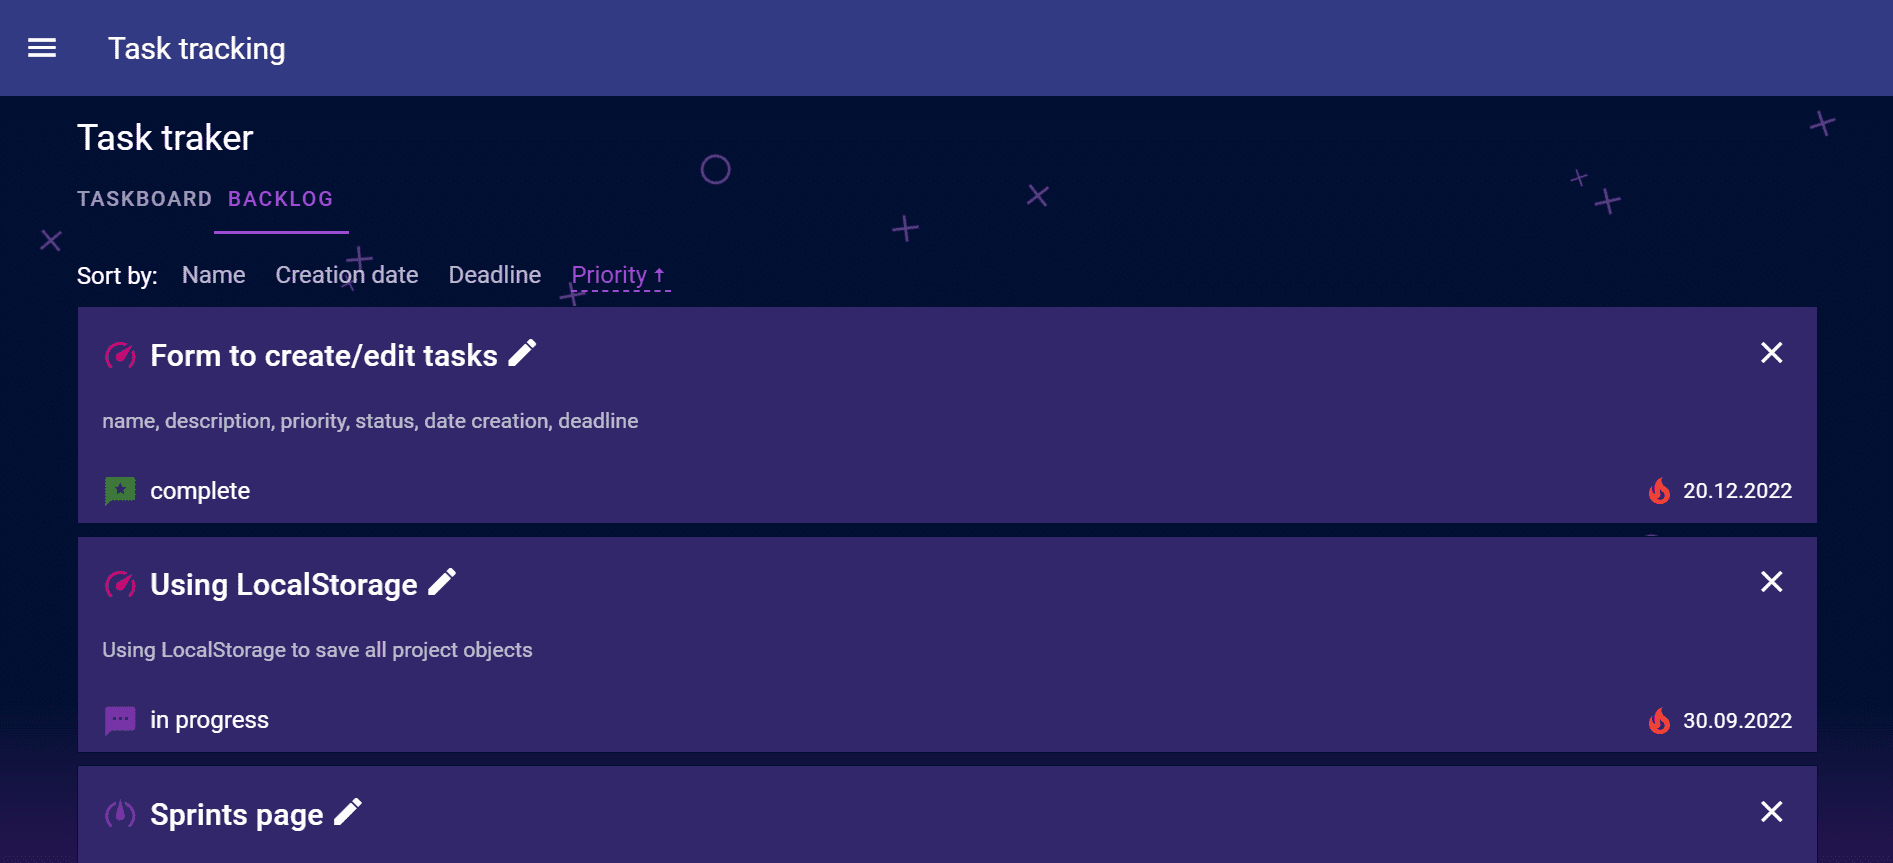 Task tracking
Task traker
TASKBOARD BACKLOG
Sort by: Name Creation date Deadline Priority ↑
Form to create/edit tasks
name, description, priority, status, date creation, deadline
complete 20.12.2022
Using LocalStorage
Using LocalStorage to save all project objects
in progress 30.09.2022
Sprints page